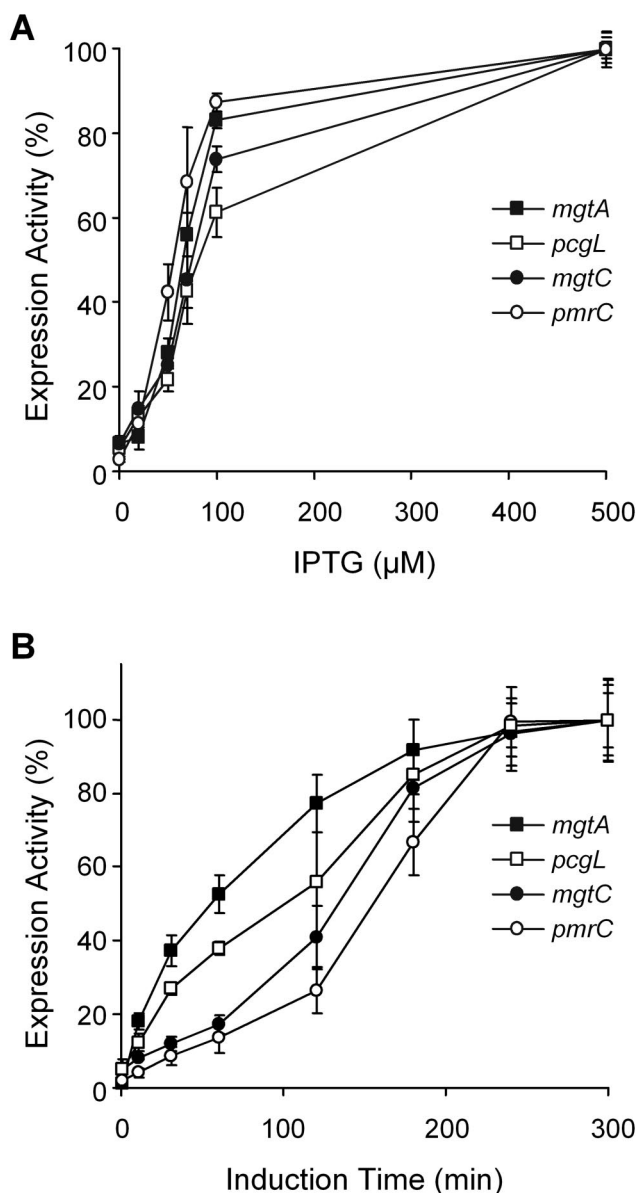 A
100
80
60
40
20
0
Expression Activity (%)
mgtA
pcgL
mgtC
pmrC
0 100 200 300 400 500
IPTG (µM)
B
100
80
60
40
20
0
Expression Activity (%)
mgtA
pcgL
mgtC
pmrC
0 100 200 300
Induction Time (min)